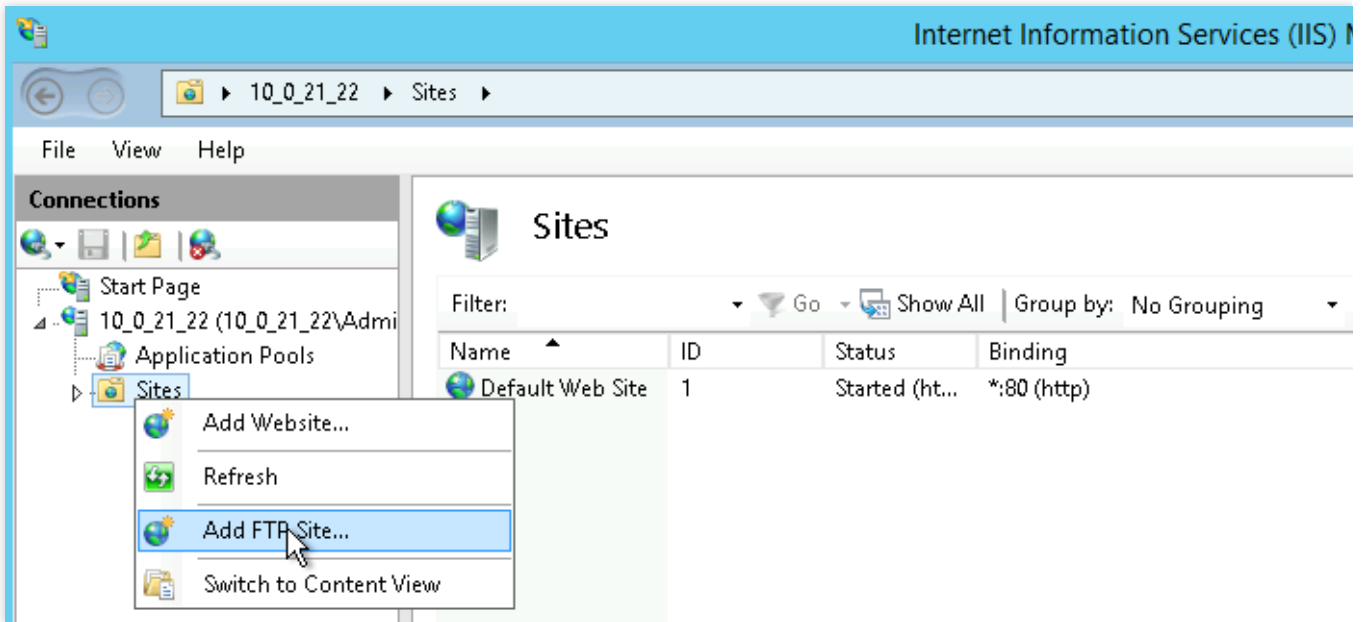 Internet Information Services (IIS)
10_0_21_22 Sites
File View Help
Connections
Sites
Start Page
10_0_21_22 (10_0_21_22\Admi
Application Pools
Sites
Filter: Go Show All Group by: No Grouping
Name ID Status Binding
Default Web Site 1 Started (ht... *:80 (http)
Add Website...
Refresh
Add FTP Site...
Switch to Content View